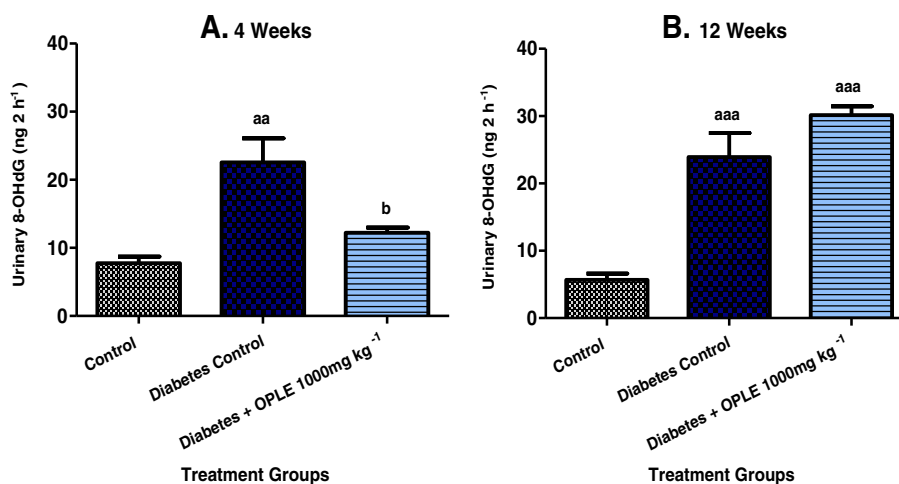 A. 4 Weeks
Urinary 8-OHdG (ng 2 h⁻¹)
40
30
20
10
0
aa
b
Control
Diabetes Control
Diabetes + OPLE 1000mg kg⁻¹
Treatment Groups
B. 12 Weeks
Urinary 8-OHdG (ng 2 h⁻¹)
40
30
20
10
0
aaa
aaa
Control
Diabetes Control
Diabetes + OPLE 1000mg kg⁻¹
Treatment Groups